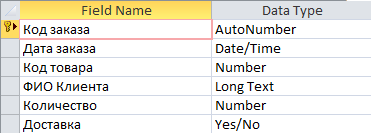 Field Name Data Type
Код заказа AutoNumber
Дата заказа Date/Time
Код товара Number
ФИО Клиента Long Text
Количество Number
Доставка Yes/No